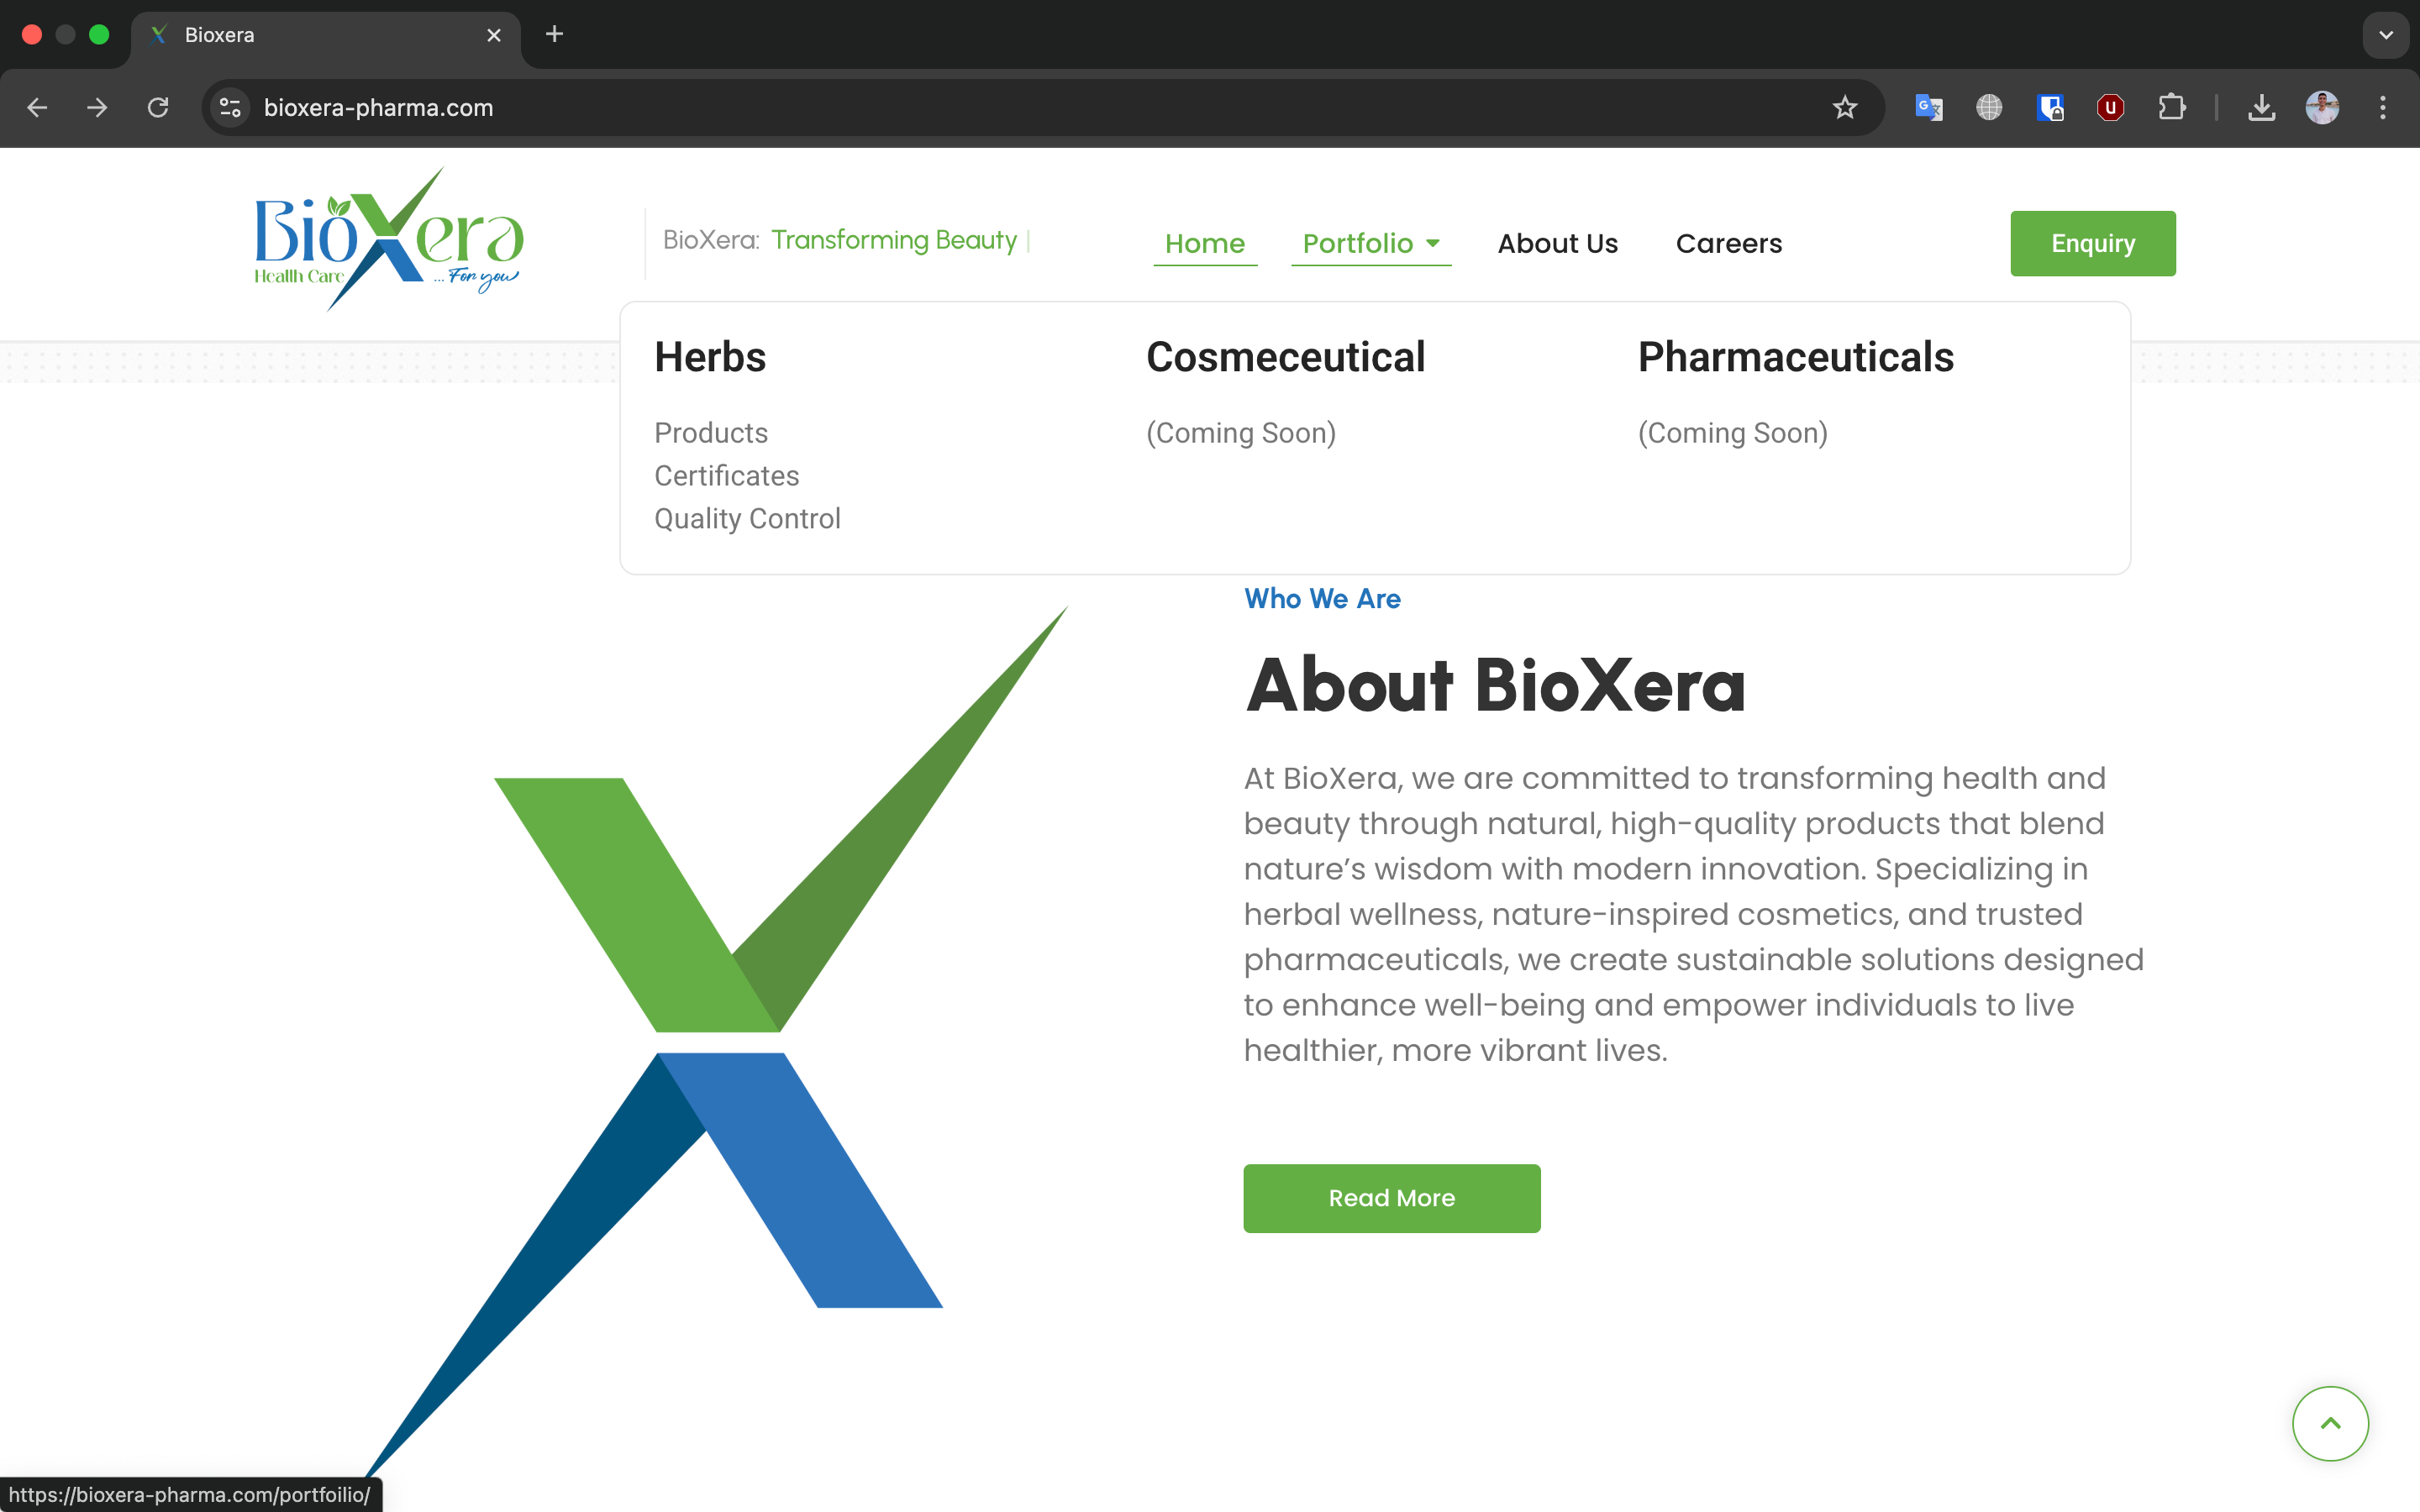 Bioxera
bioxera-pharma.com
BioXera
Health Care
... For you
BioXera: Transforming Beauty
Home
Portfolio
About Us
Careers
Enquiry
Herbs
Products
Certificates
Quality Control
Cosmeceutical
(Coming Soon)
Pharmaceuticals
(Coming Soon)
Who We Are
About BioXera
At BioXera, we are committed to transforming health and
beauty through natural, high-quality products that blend
nature’s wisdom with modern innovation. Specializing in
herbal wellness, nature-inspired cosmetics, and trusted
pharmaceuticals, we create sustainable solutions designed
to enhance well-being and empower individuals to live
healthier, more vibrant lives.
Read More
https://bioxera-pharma.com/portfoilio/